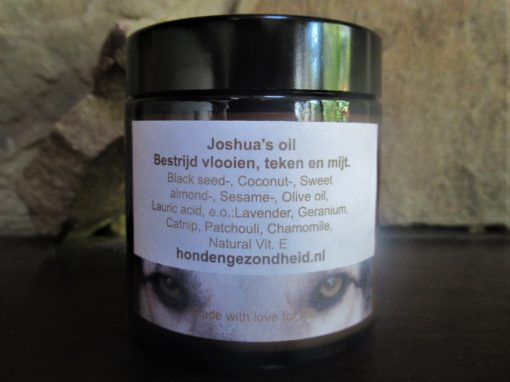 Joshua's oil
Bestrijd vlooien, teken en mijt.
Black seed-, Coconut-, Sweet
almond-, Sesame-, Olive oil,
Lauric acid, e.o.:Lavender, Geranium,
Catnip, Patchouli, Chamomile,
Natural Vit. E
hondengezondheid.nl
made with love for